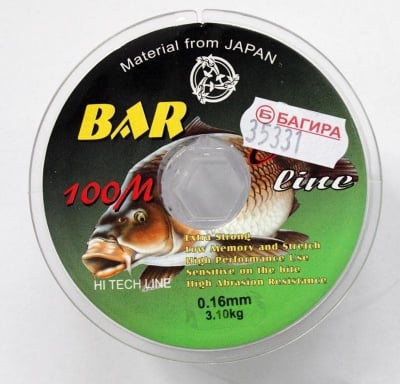 Material from JAPAN
BAR
БАГИРА
35331
100M
line
Extra Strong
Low Memory and Stretch
High Performance Use
Sensitive on the bite
High Abrasion Resistance
HI TECH LINE
0.16mm
3.10kg